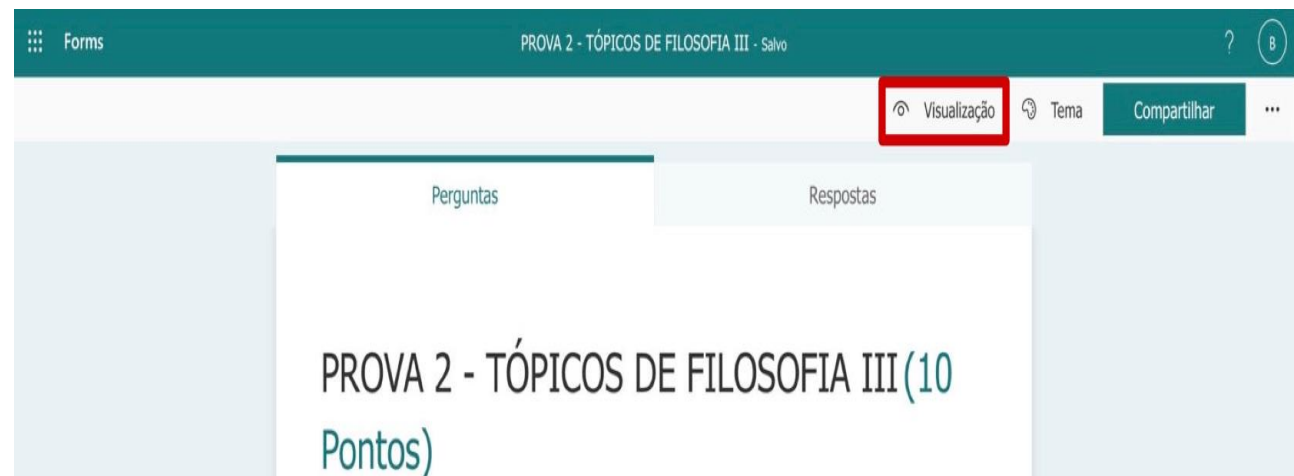 Forms PROVA 2 - TÓPICOS DE FILOSOFIA III - Salvo ? B
Visualização Tema Compartilhar ...
Perguntas Respostas
PROVA 2 - TÓPICOS DE FILOSOFIA III (10
Pontos)